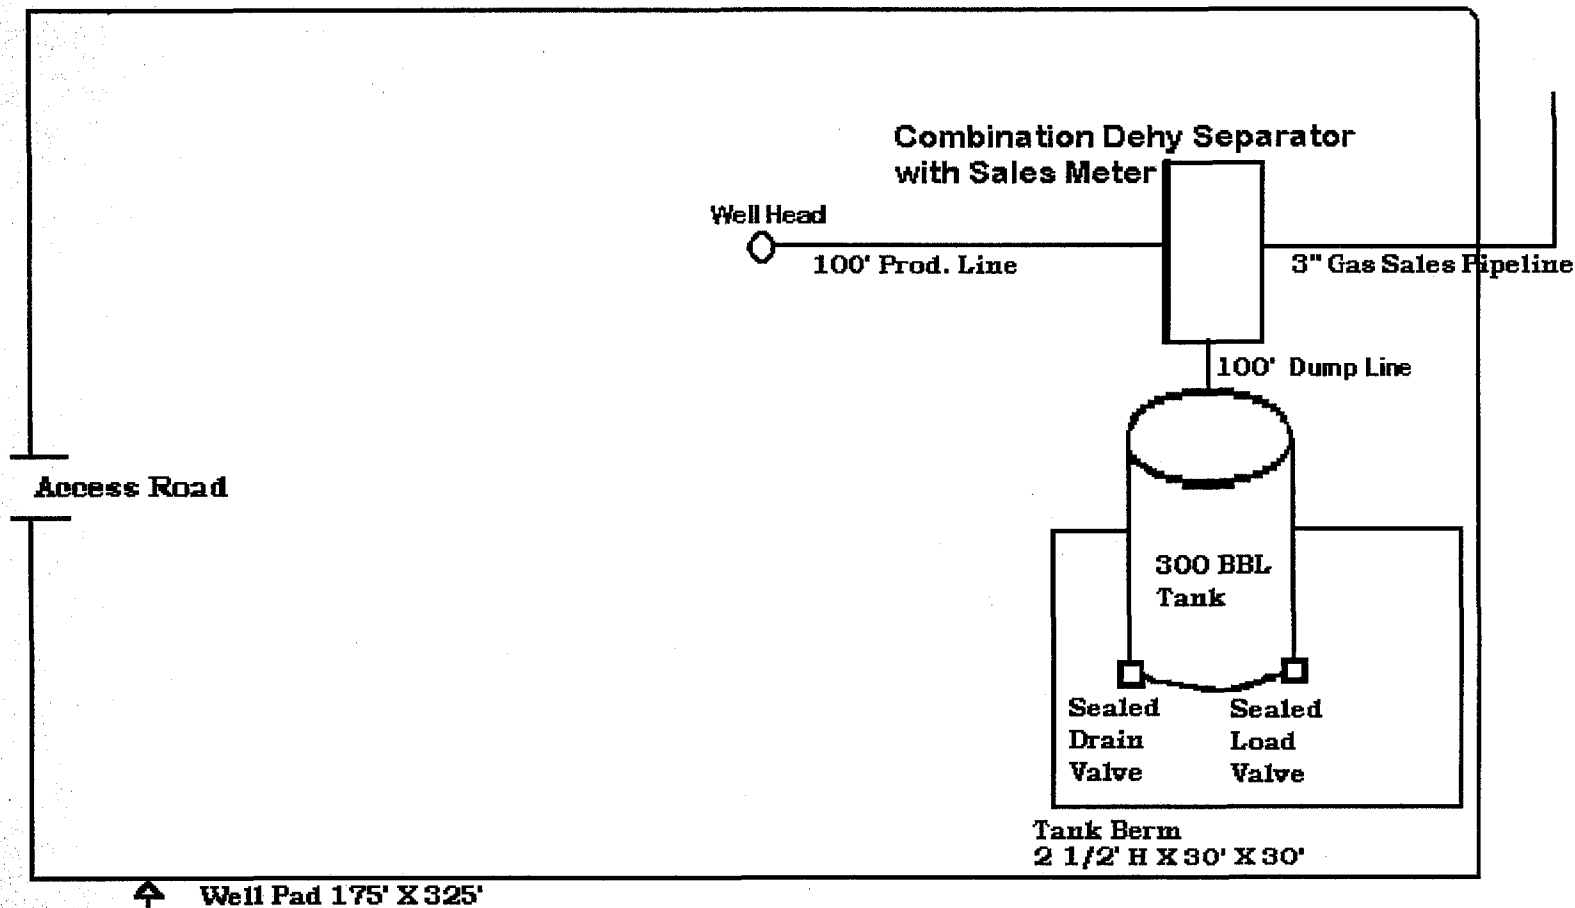 Combination Dehy Separator
with Sales Meter
Well Head
100' Prod. Line
3" Gas Sales Pipeline
100' Dump Line
Access Road
300 BBL
Tank
Sealed
Drain
Valve
Sealed
Load
Valve
Tank Berm
2 1/2' H X 30' X 30'
Well Pad 175' X 325'